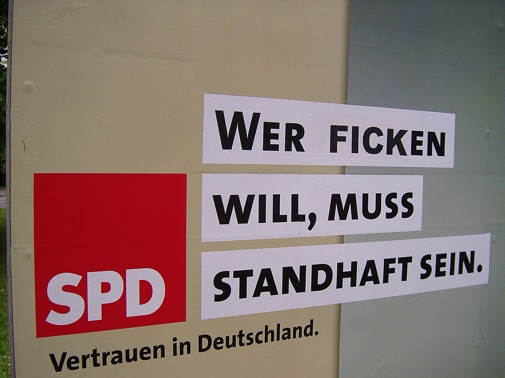 WER FICKEN
WILL, MUSS
STANDHAFT SEIN.
SPD
Vertrauen in Deutschland.